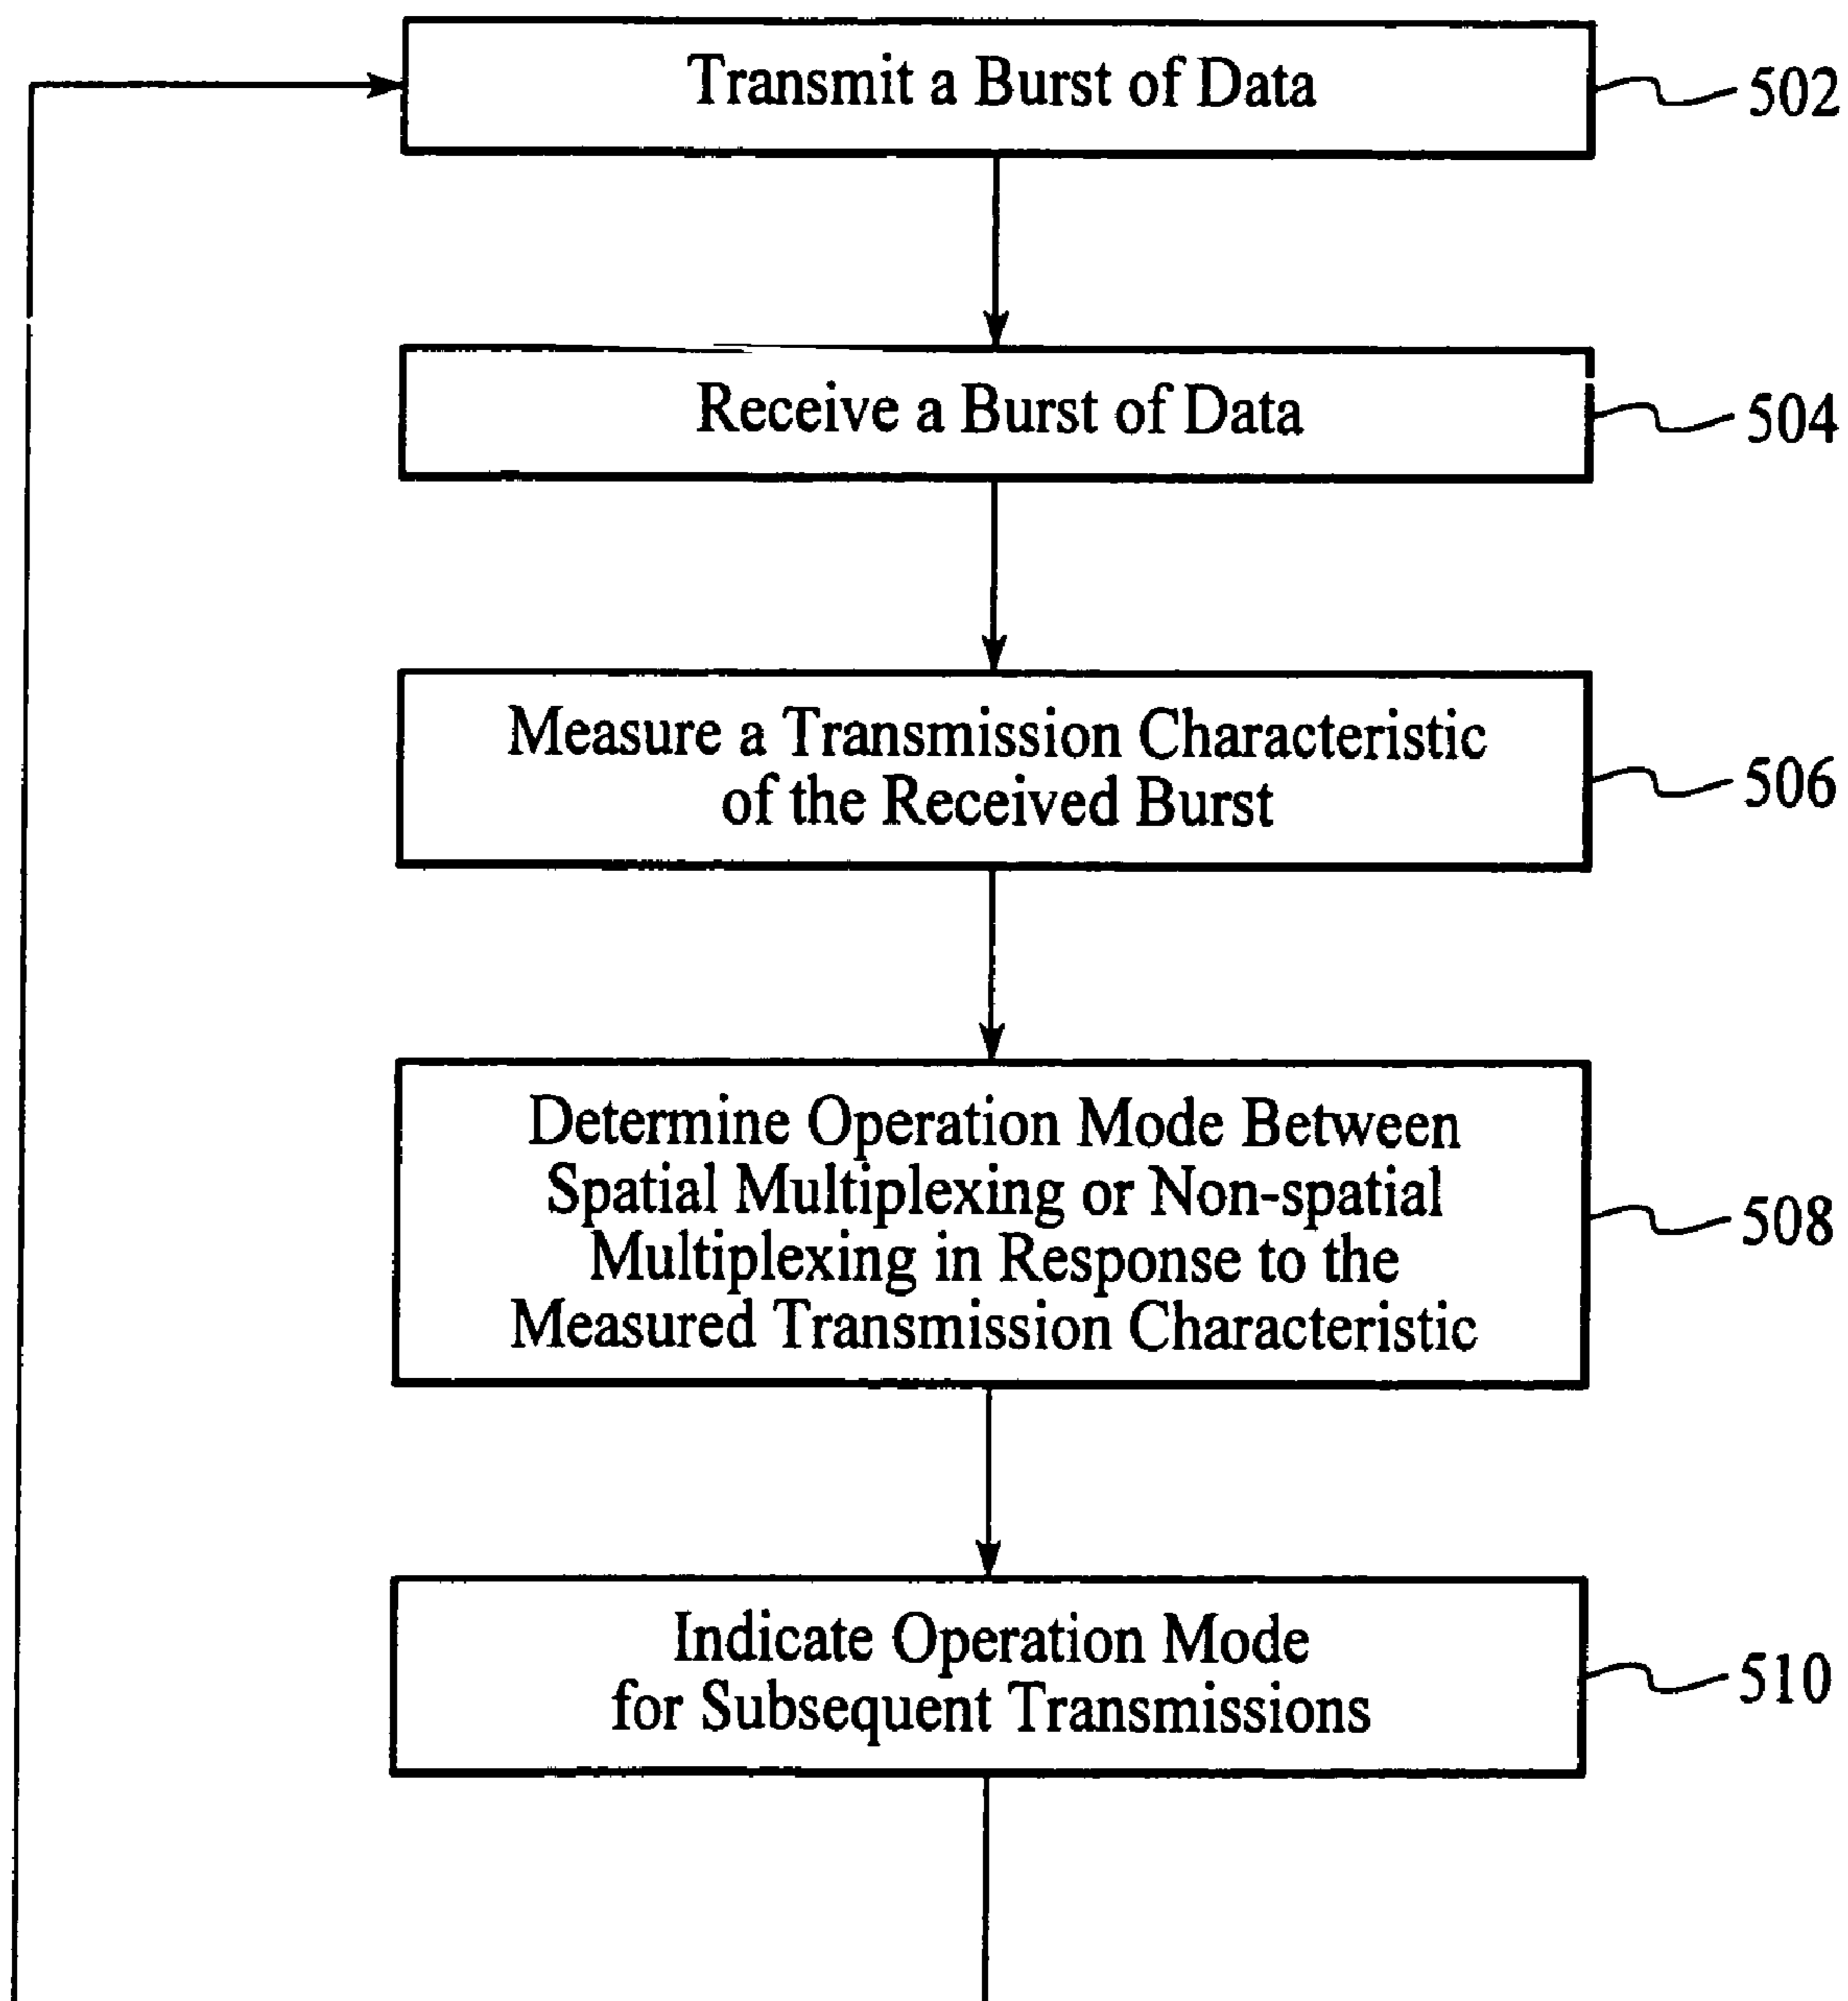 Transmit a Burst of Data
502
Receive a Burst of Data
504
Measure a Transmission Characteristic
of the Received Burst
506
Determine Operation Mode Between
Spatial Multiplexing or Non-spatial
Multiplexing in Response to the
Measured Transmission Characteristic
508
Indicate Operation Mode
for Subsequent Transmissions
510